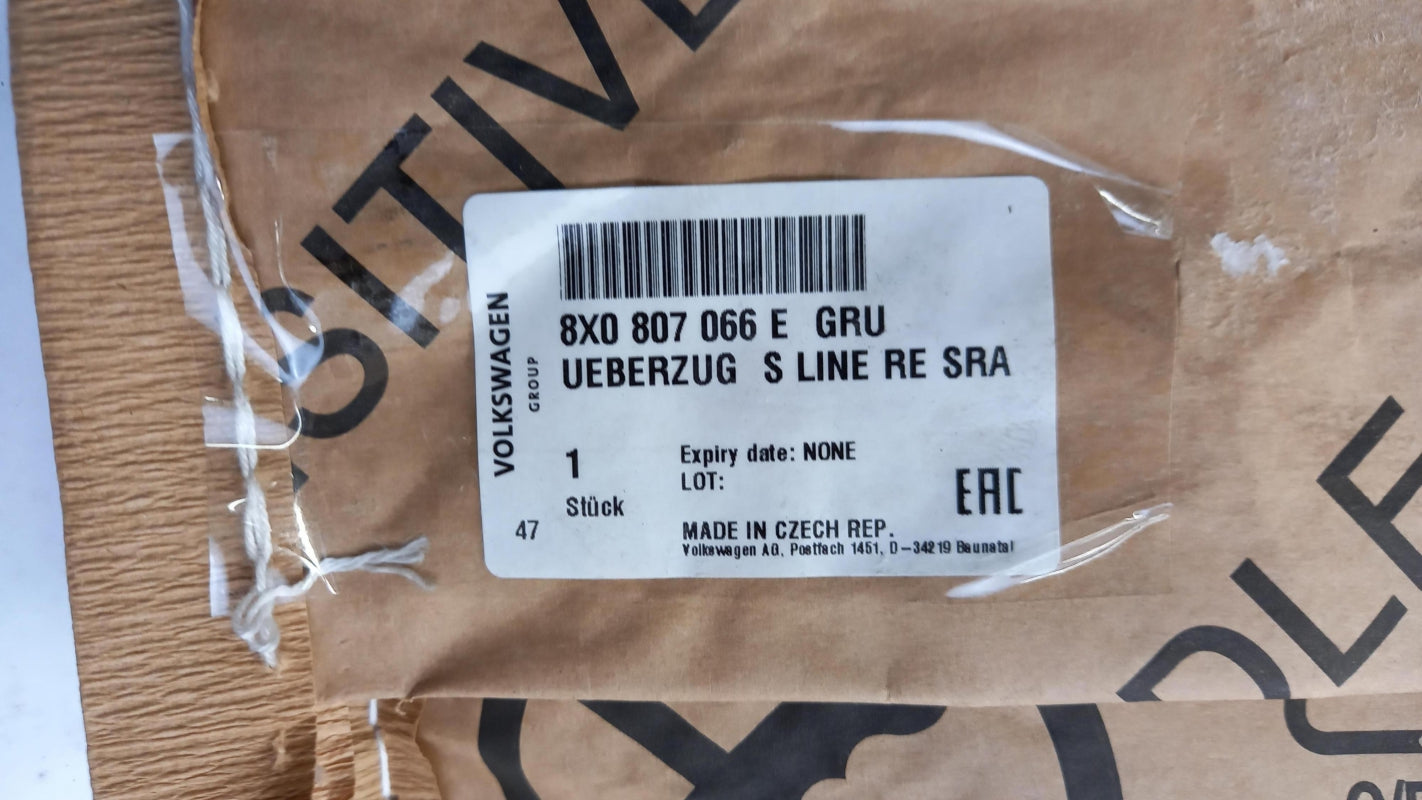 SITIVE
VOLKSWAGEN
GROUP
8X0 807 066 E GRU
UEBERZUG S LINE RE SRA
1
Stück
47
Expiry date: NONE
LOT:
EAC
MADE IN CZECH REP.
Volkswagen AG, Postfach 1451, D-34219 Baunatal